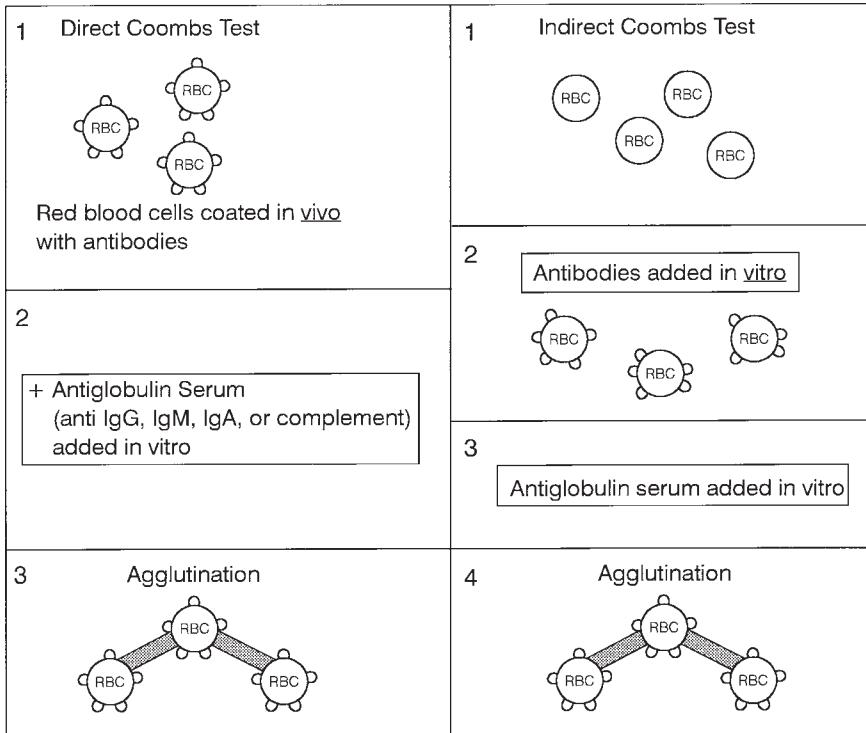 1 Direct Coombs Test
RBC
RBC
RBC
Red blood cells coated in vivo
with antibodies
2
+ Antiglobulin Serum
(anti IgG, IgM, IgA, or complement)
added in vitro
3 Agglutination
RBC
RBC RBC
1 Indirect Coombs Test
RBC RBC
RBC
RBC
2
Antibodies added in vitro
RBC RBC
RBC
3
Antiglobulin serum added in vitro
4 Agglutination
RBC
RBC RBC